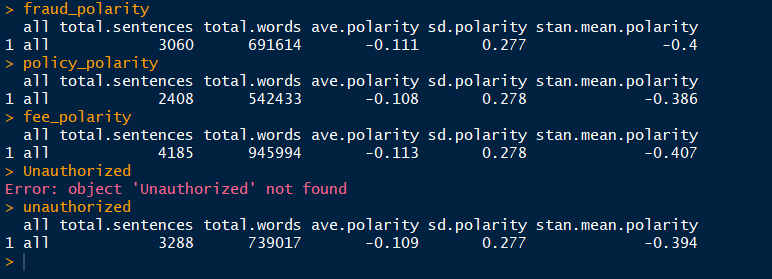 > fraud_polarity
  all total.sentences total.words ave.polarity sd.polarity stan.mean.polarity
1 all            3060      691614       -0.111       0.277               -0.4
> policy_polarity
  all total.sentences total.words ave.polarity sd.polarity stan.mean.polarity
1 all            2408      542433       -0.108       0.278             -0.386
> fee_polarity
  all total.sentences total.words ave.polarity sd.polarity stan.mean.polarity
1 all            4185      945994       -0.113       0.278             -0.407
> Unauthorized
Error: object 'Unauthorized' not found
> unauthorized
  all total.sentences total.words ave.polarity sd.polarity stan.mean.polarity
1 all            3288      739017       -0.109       0.277             -0.394
>